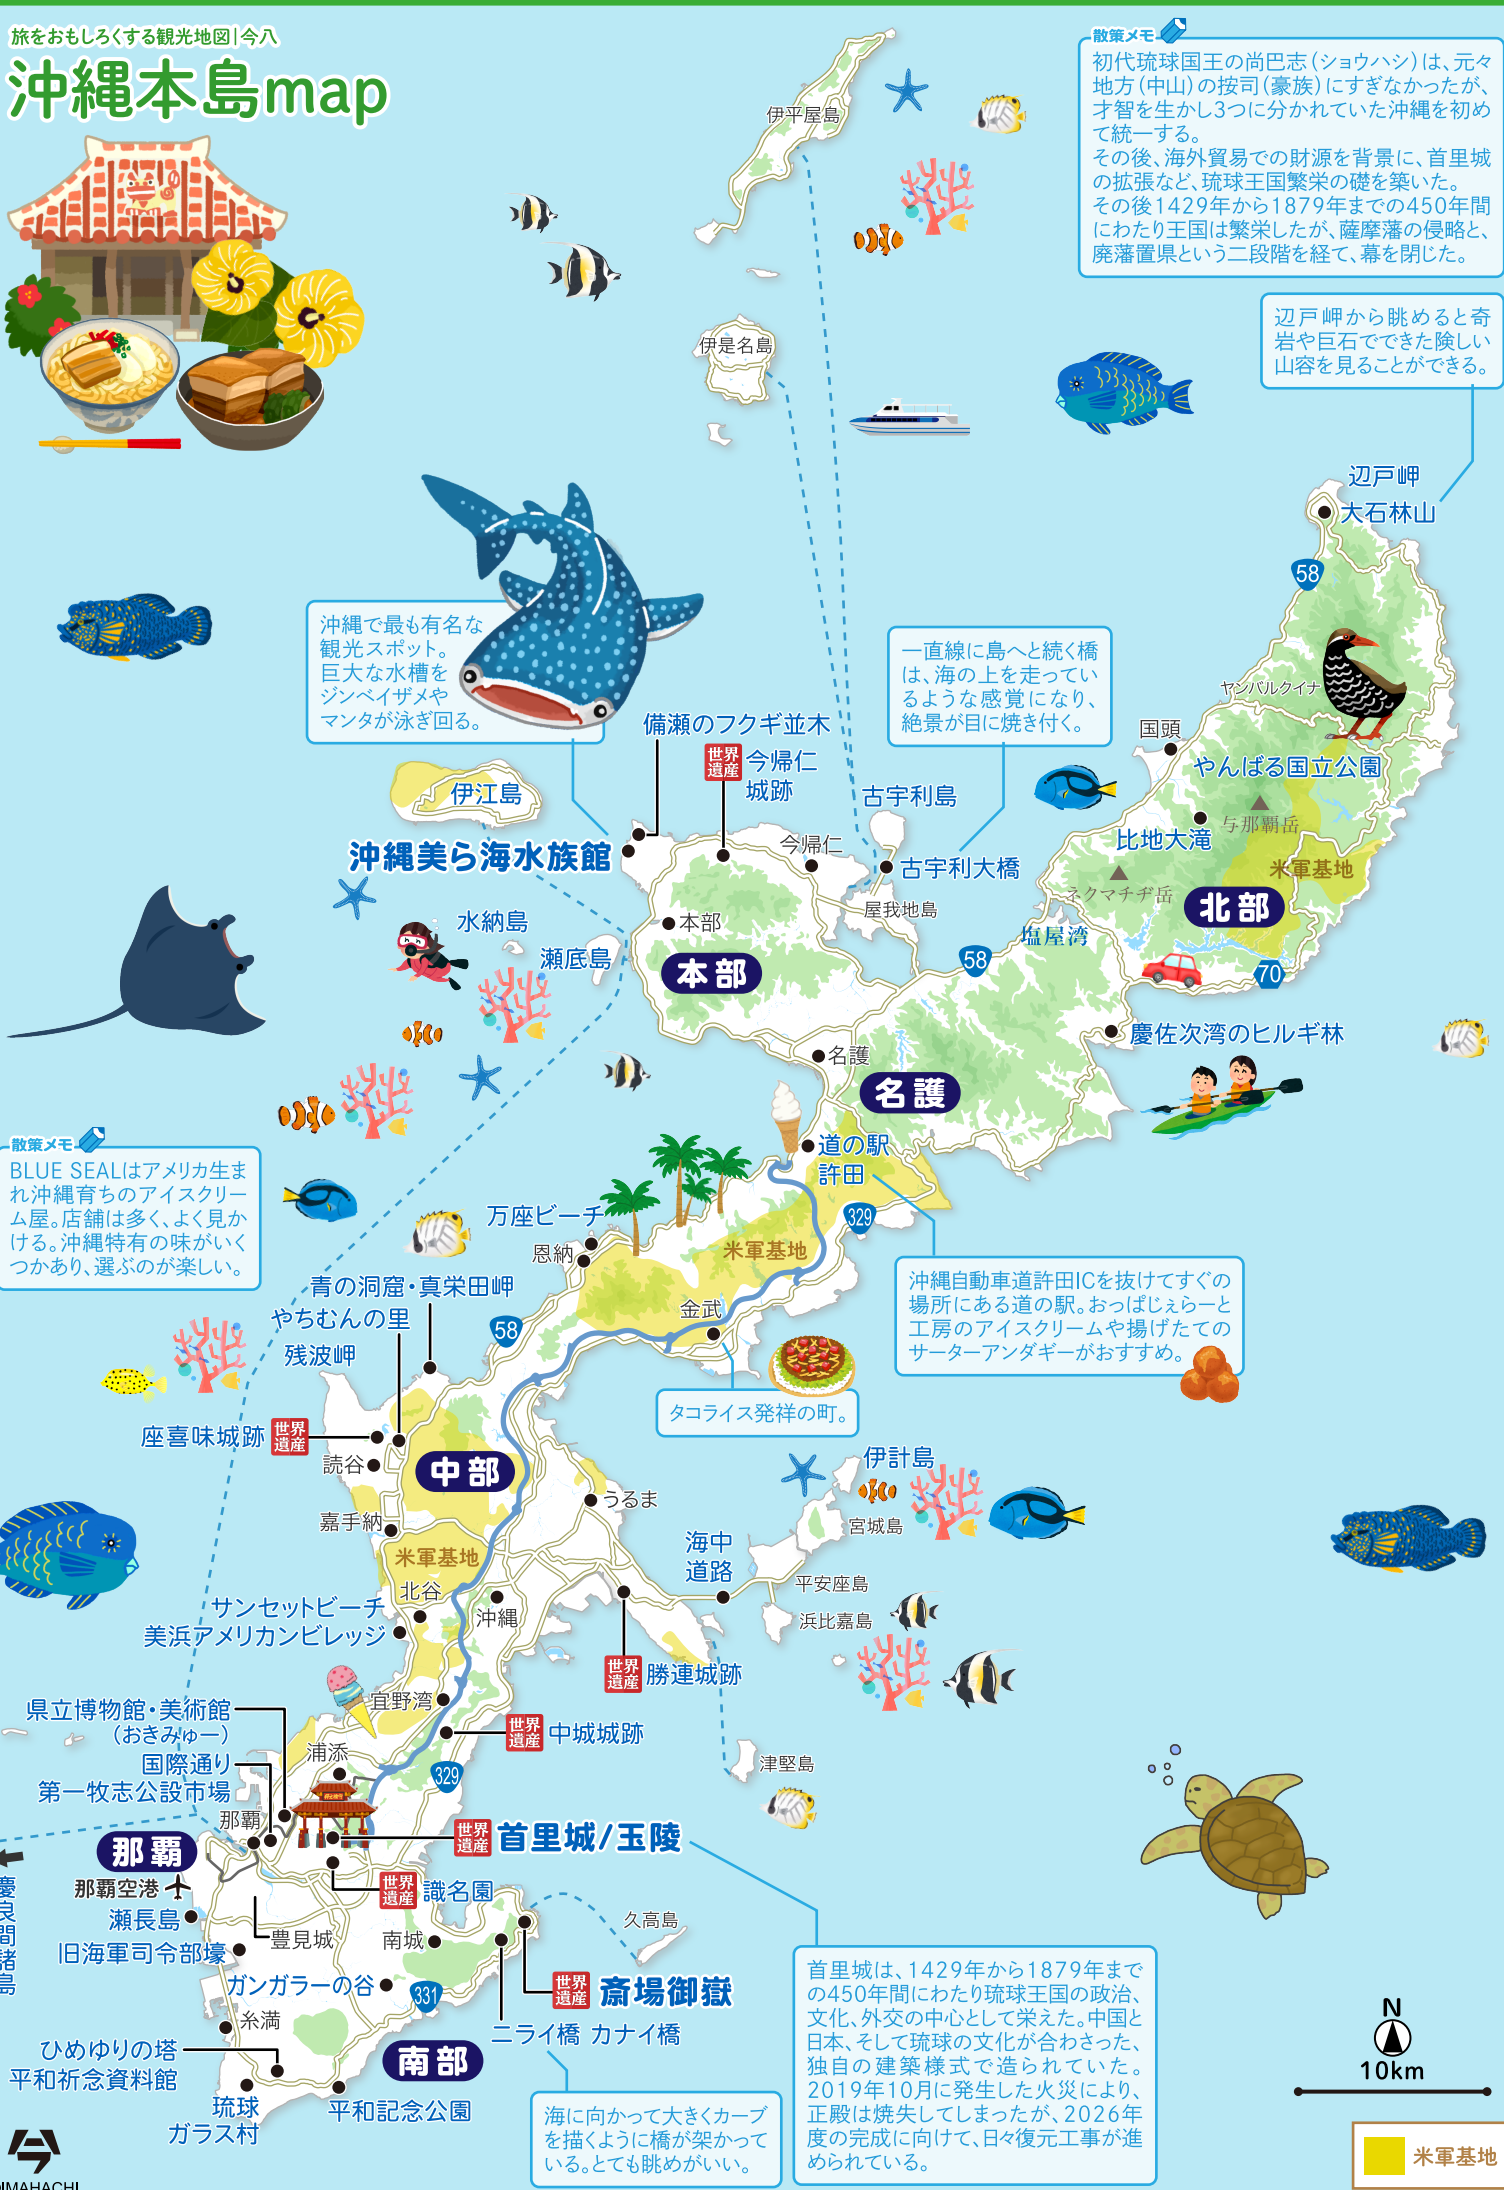 旅をおもしろくする観光地図|今八
沖縄本島map
散策メモ
初代琉球国王の尚巴志(ショウハシ)は、元々
地方(中山)の按司(豪族)にすぎなかったが、
才智を生かし3つに分かれていた沖縄を初め
て統一する。
その後、海外貿易での財源を背景に、首里城
の拡張など、琉球王国繁栄の礎を築いた。
その後1429年から1879年までの450年間
にわたり王国は繁栄したが、薩摩藩の侵略と、
廃藩置県という二段階を経て、幕を閉じた。
伊平屋島
伊是名島
辺戸岬から眺めると奇
岩や巨石でできた険しい
山容を見ることができる。
辺戸岬
大石林山
58
沖縄で最も有名な
観光スポット。
巨大な水槽を
ジンベイザメや
マンタが泳ぎ回る。
一直線に島へと続く橋
は、海の上を走ってい
るような感覚になり、
絶景が目に焼き付く。
ヤンバルクイナ
国頭
やんばる国立公園
与那覇岳
比地大滝
米軍基地
ネクマチヂ岳
北部
塩屋湾
58
70
慶佐次湾のヒルギ林
備瀬のフクギ並木
世界
遺産
今帰仁
城跡
伊江島
古宇利島
沖縄美ら海水族館
今帰仁
古宇利大橋
屋我地島
水納島
本部
瀬底島
本部
名護
名護
道の駅
許田
329
散策メモ
BLUE SEALはアメリカ生ま
れ沖縄育ちのアイスクリー
ム屋。店舗は多く、よく見か
ける。沖縄特有の味がいく
つかあり、選ぶのが楽しい。
万座ビーチ
恩納
米軍基地
沖縄自動車道許田ICを抜けてすぐの
場所にある道の駅。おっぱじぇらーと
工房のアイスクリームや揚げたての
サーターアンダギーがおすすめ。
青の洞窟・真栄田岬
やちむんの里
残波岬
58
金武
タコライス発祥の町。
座喜味城跡
世界
遺産
読谷
中部
伊計島
嘉手納
うるま
宮城島
海中
道路
米軍基地
北谷
平安座島
沖縄
浜比嘉島
サンセットビーチ
美浜アメリカンビレッジ
世界
遺産
勝連城跡
宜野湾
県立博物館・美術館
(おきみゅー)
世界
遺産
中城城跡
国際通り
第一牧志公設市場
浦添
329
津堅島
那覇
世界
遺産
首里城/玉陵
那覇
那覇空港
世界
遺産
識名園
慶良間諸島
瀬長島
豊見城
南城
久高島
旧海軍司令部壕
ガンガラーの谷
331
世界
遺産
斎場御嶽
糸満
ニライ橋 カナイ橋
ひめゆりの塔
平和祈念資料館
南部
琉球
ガラス村
平和記念公園
海に向かって大きくカーブ
を描くように橋が架かって
いる。とても眺めがいい。
首里城は、1429年から1879年まで
の450年間にわたり琉球王国の政治、
文化、外交の中心として栄えた。中国と
日本、そして琉球の文化が合わさった、
独自の建築様式で造られていた。
2019年10月に発生した火災により、
正殿は焼失してしまったが、2026年
度の完成に向けて、日々復元工事が進
められている。
N
10km
米軍基地
IMAHACHI